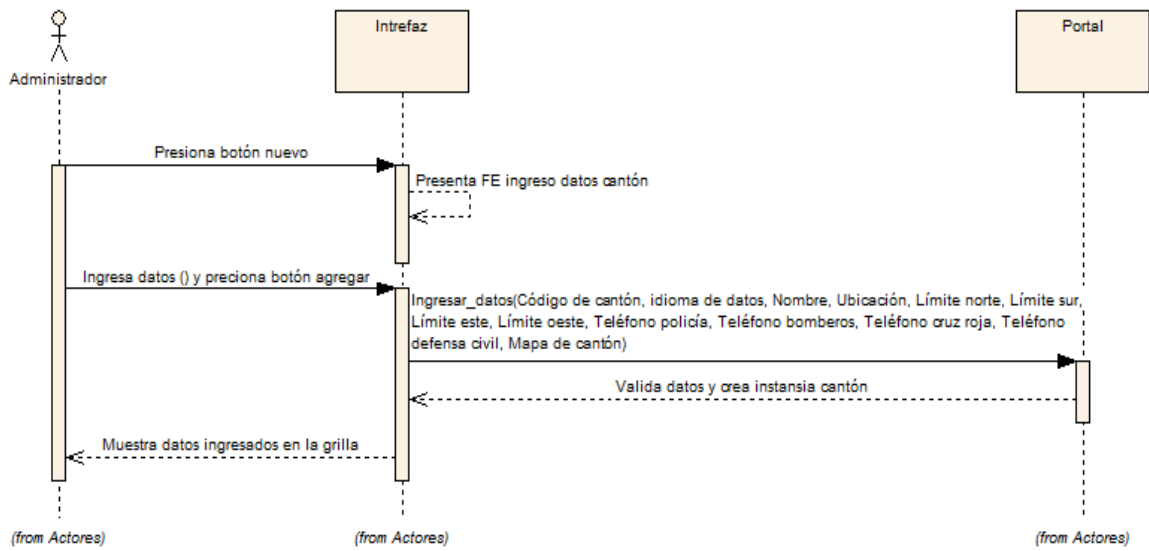 Intrefaz
Portal
Administrador
Presiona botón nuevo
Presenta FE ingreso datos cantón
Ingresa datos () y preciona botón agregar
Ingresar_datos(Código de cantón, idioma de datos, Nombre, Ubicación, Límite norte, Límite sur,
Límite este, Límite oeste, Teléfono policía, Teléfono bomberos, Teléfono cruz roja, Teléfono
defensa civil, Mapa de cantón)
Valida datos y crea instansia cantón
Muestra datos ingresados en la grilla
(from Actores)
(from Actores)
(from Actores)